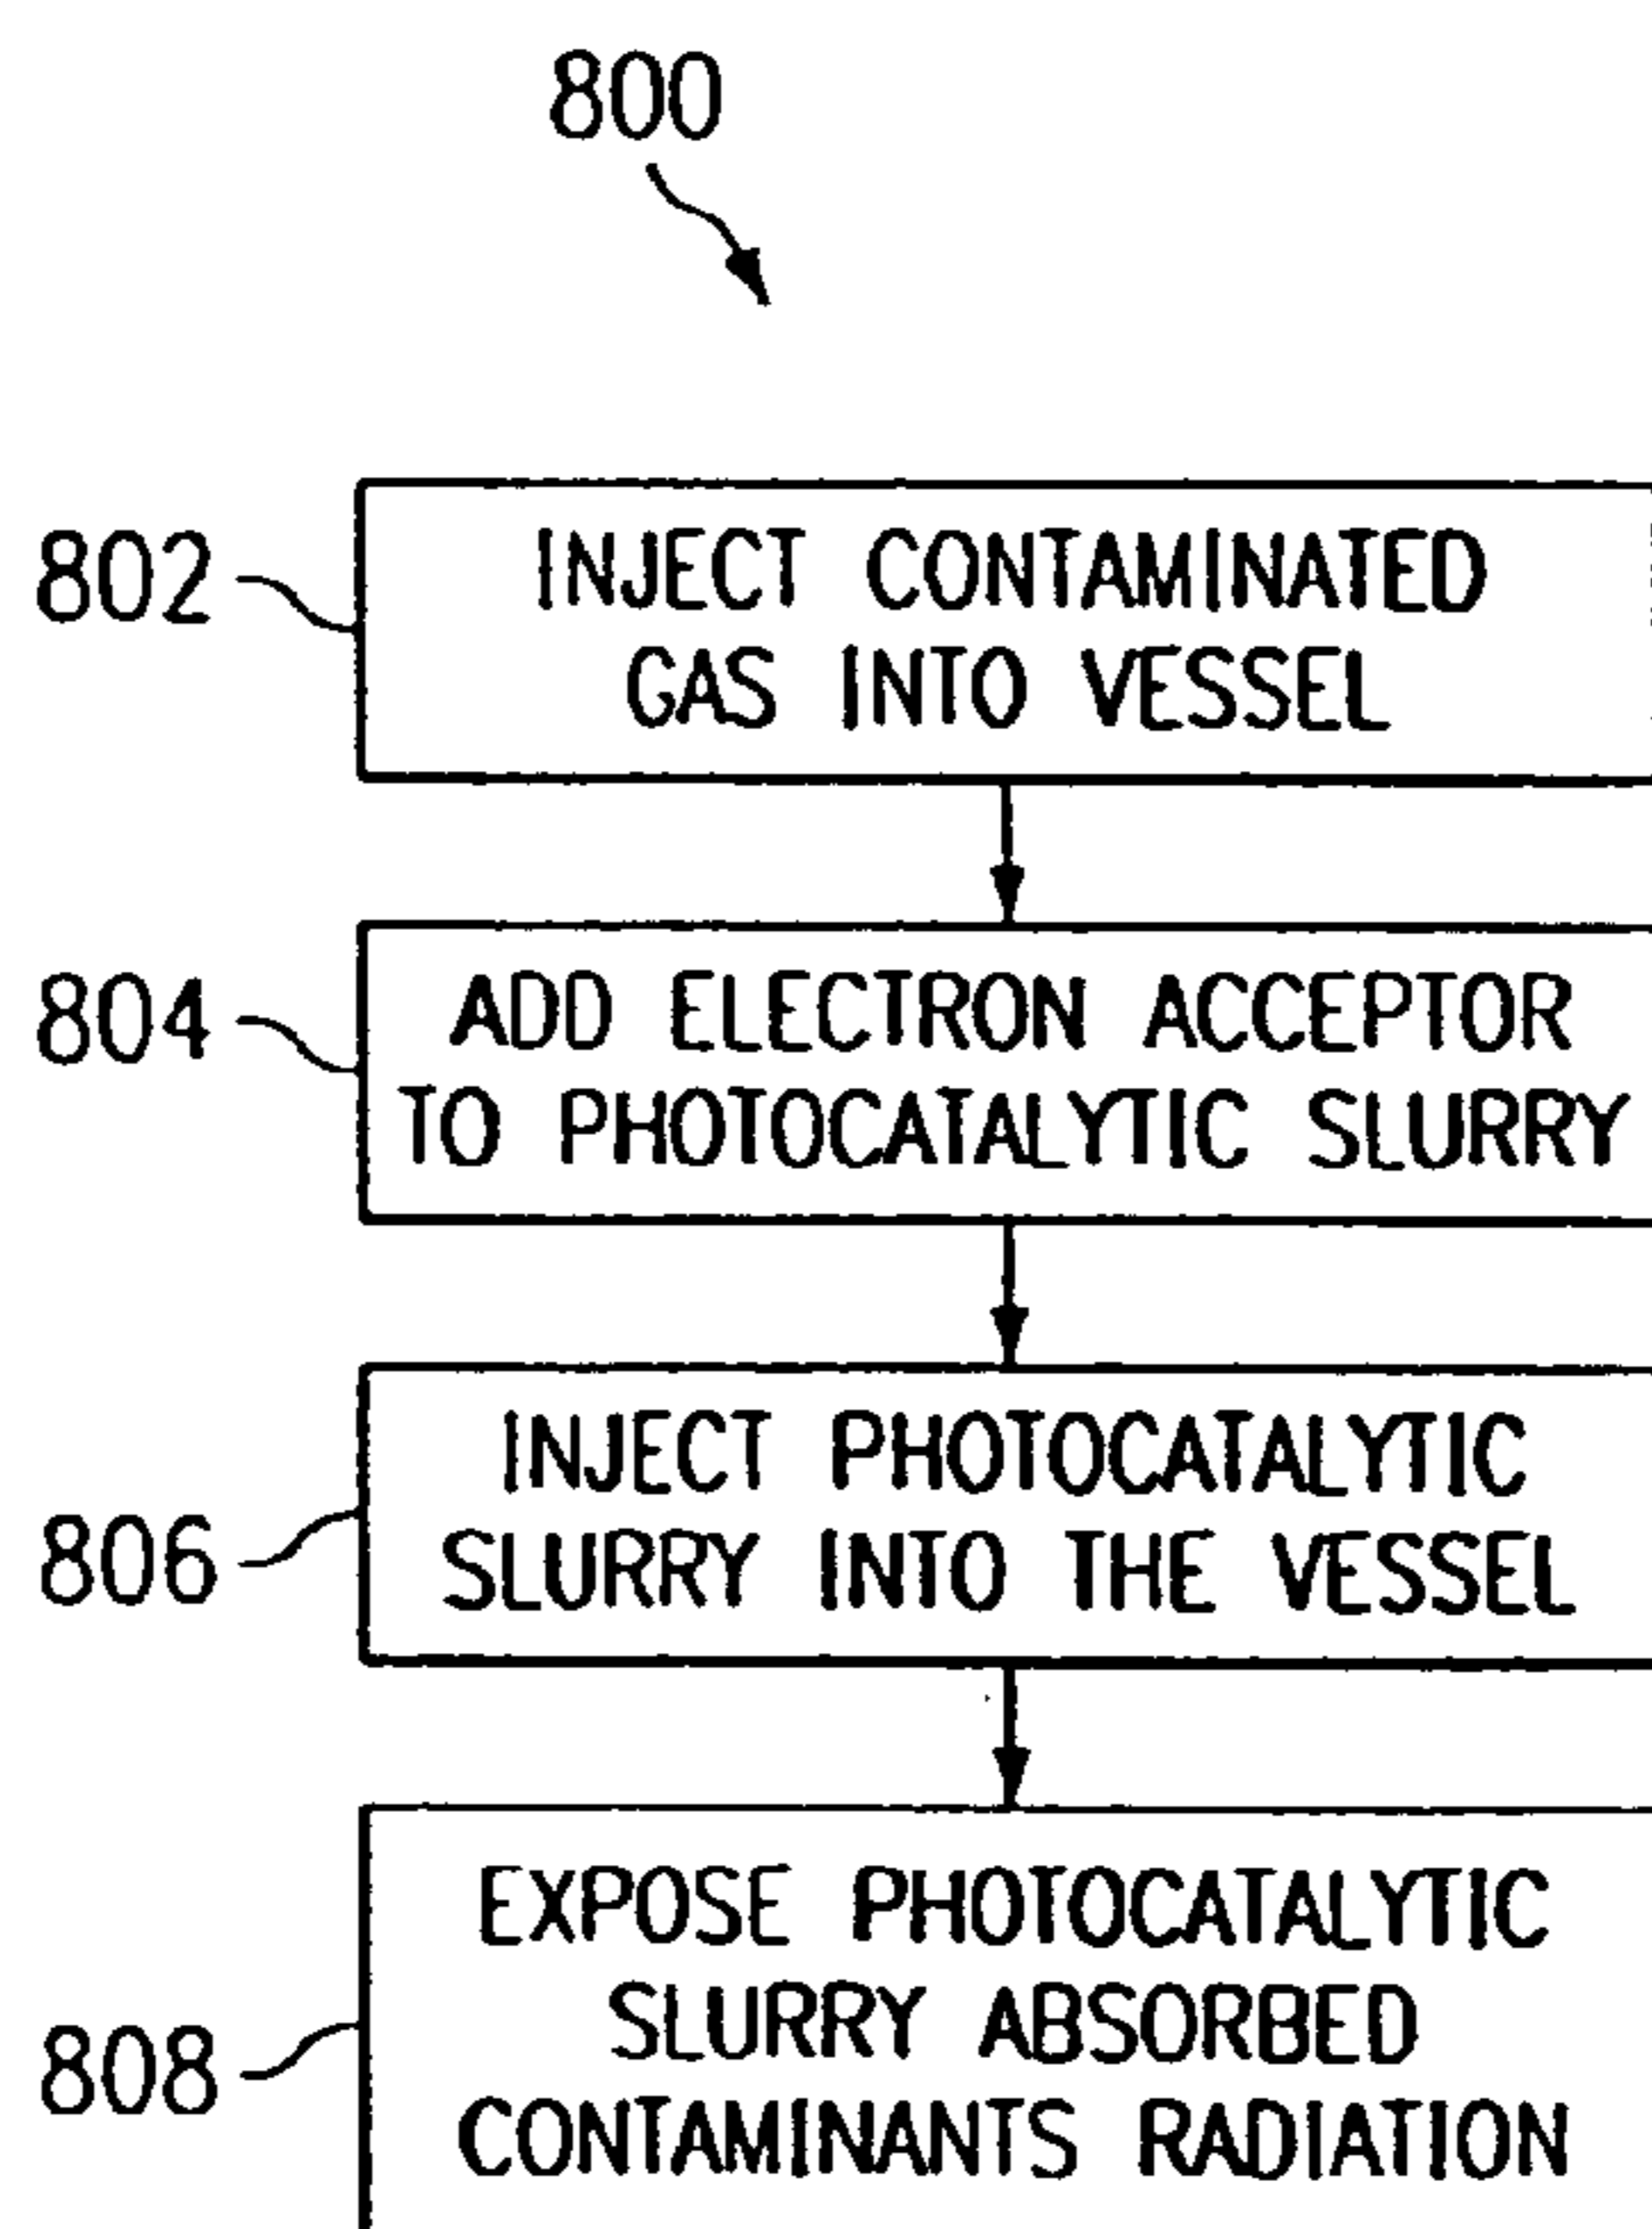 800
802
INJECT CONTAMINATED
GAS INTO VESSEL
804
ADD ELECTRON ACCEPTOR
TO PHOTOCATALYTIC SLURRY
806
INJECT PHOTOCATALYTIC
SLURRY INTO THE VESSEL
808
EXPOSE PHOTOCATALYTIC
SLURRY ABSORBED
CONTAMINANTS RADIATION